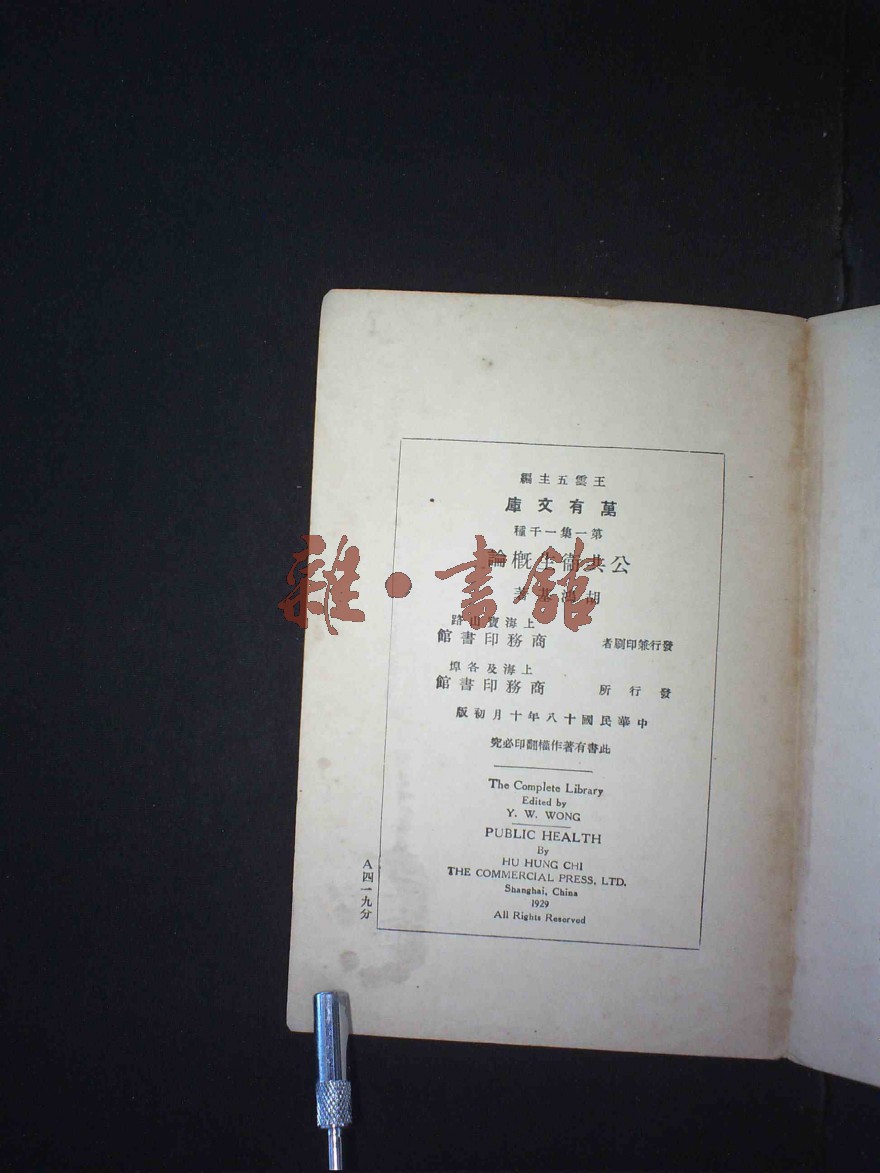 王雲五主編
萬有文庫
第一集一千種
公共衞生概論
胡鴻基著
上海寶山路
發行兼印刷者 商務印書館
上海及各埠
發行所 商務印書館
中華民國十八年十月初版
此書有著作權翻印必究
The Complete Library
Edited by
Y. W. WONG
PUBLIC HEALTH
By
HU HUNG CHI
THE COMMERCIAL PRESS, LTD.
Shanghai, China
1929
All Rights Reserved
A四一九分
雜·書館